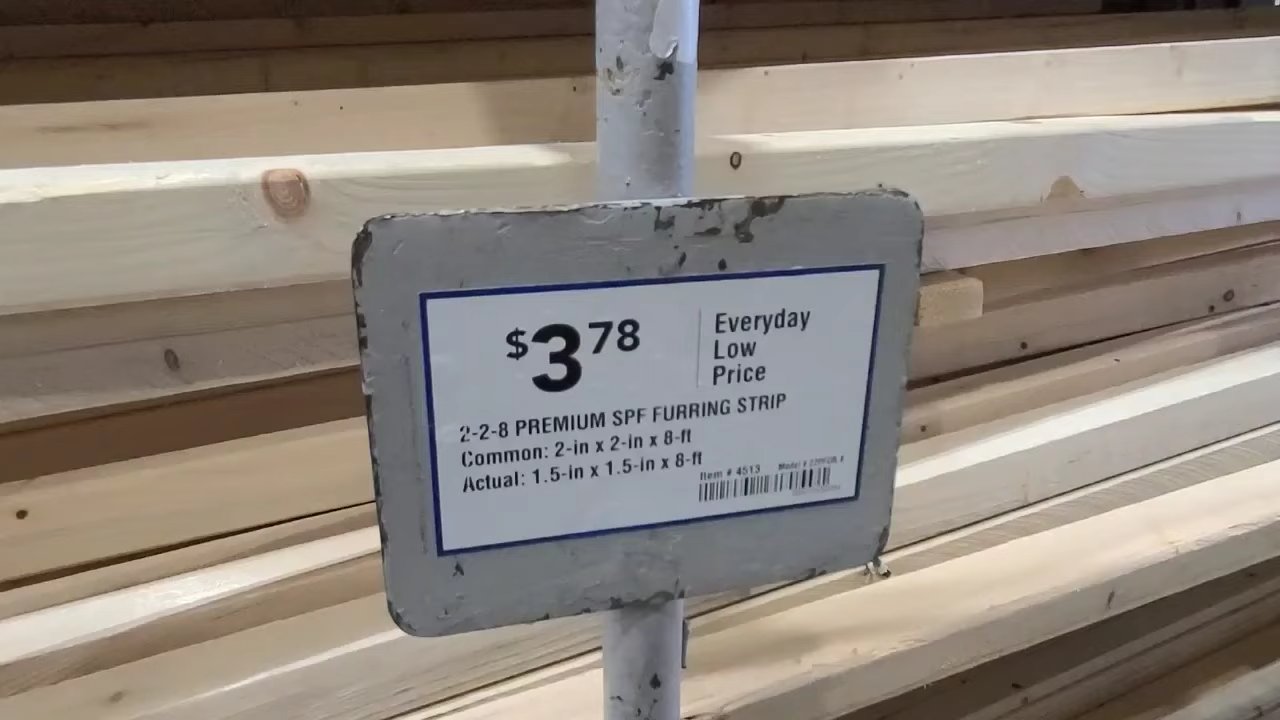 $3 78
Everyday
Low
Price
2-2-8 PREMIUM SPF FURRING STRIP
Common: 2-in x 2-in x 8-ft
Actual: 1.5-in x 1.5-in x 8-ft
Item # 4513 Model #